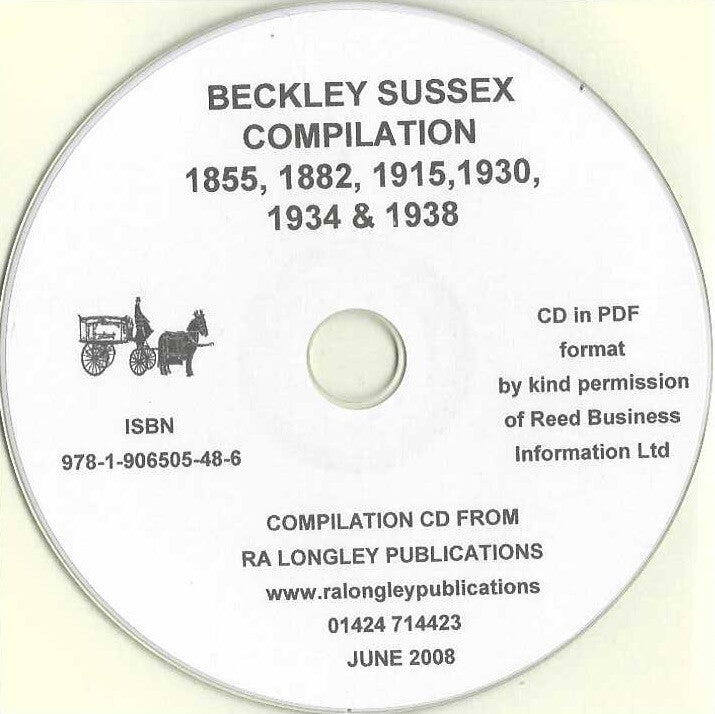 BECKLEY SUSSEX
COMPILATION
1855, 1882, 1915,1930,
1934 & 1938
CD in PDF
format
by kind permission
of Reed Business
Information Ltd
ISBN
978-1-906505-48-6
COMPILATION CD FROM
RA LONGLEY PUBLICATIONS
www.ralongleypublications
01424 714423
JUNE 2008